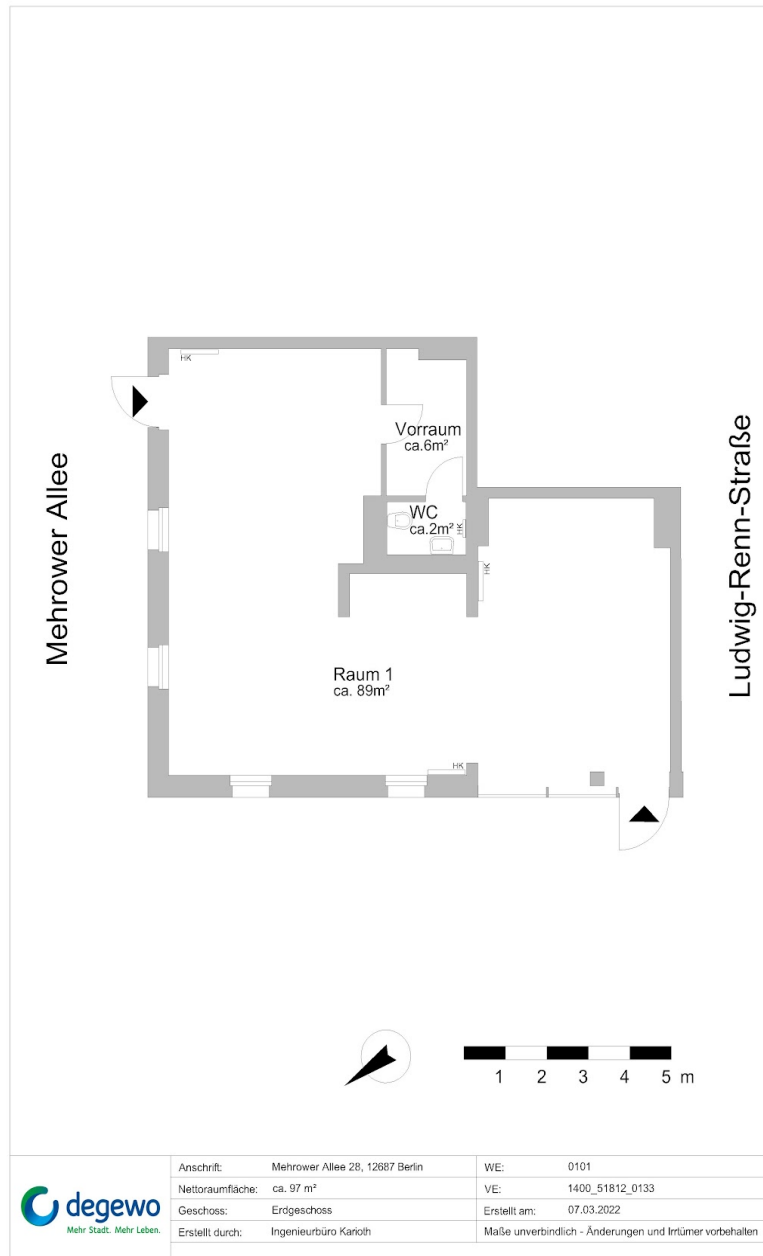 HK
Vorraum
ca.6m²
WC
ca.2m²
HK
HK
Mehrower Allee
Ludwig-Renn-Straße
Raum 1
ca. 89m²
HK
1 2 3 4 5 m
degewo
Mehr Stadt. Mehr Leben.
Anschrift: Mehrower Allee 28, 12687 Berlin WE: 0101
Nettoraumfläche: ca. 97 m² VE: 1400_51812_0133
Geschoss: Erdgeschoss Erstellt am: 07.03.2022
Erstellt durch: Ingenieurbüro Karioth Maße unverbindlich - Änderungen und Irrtümer vorbehalten